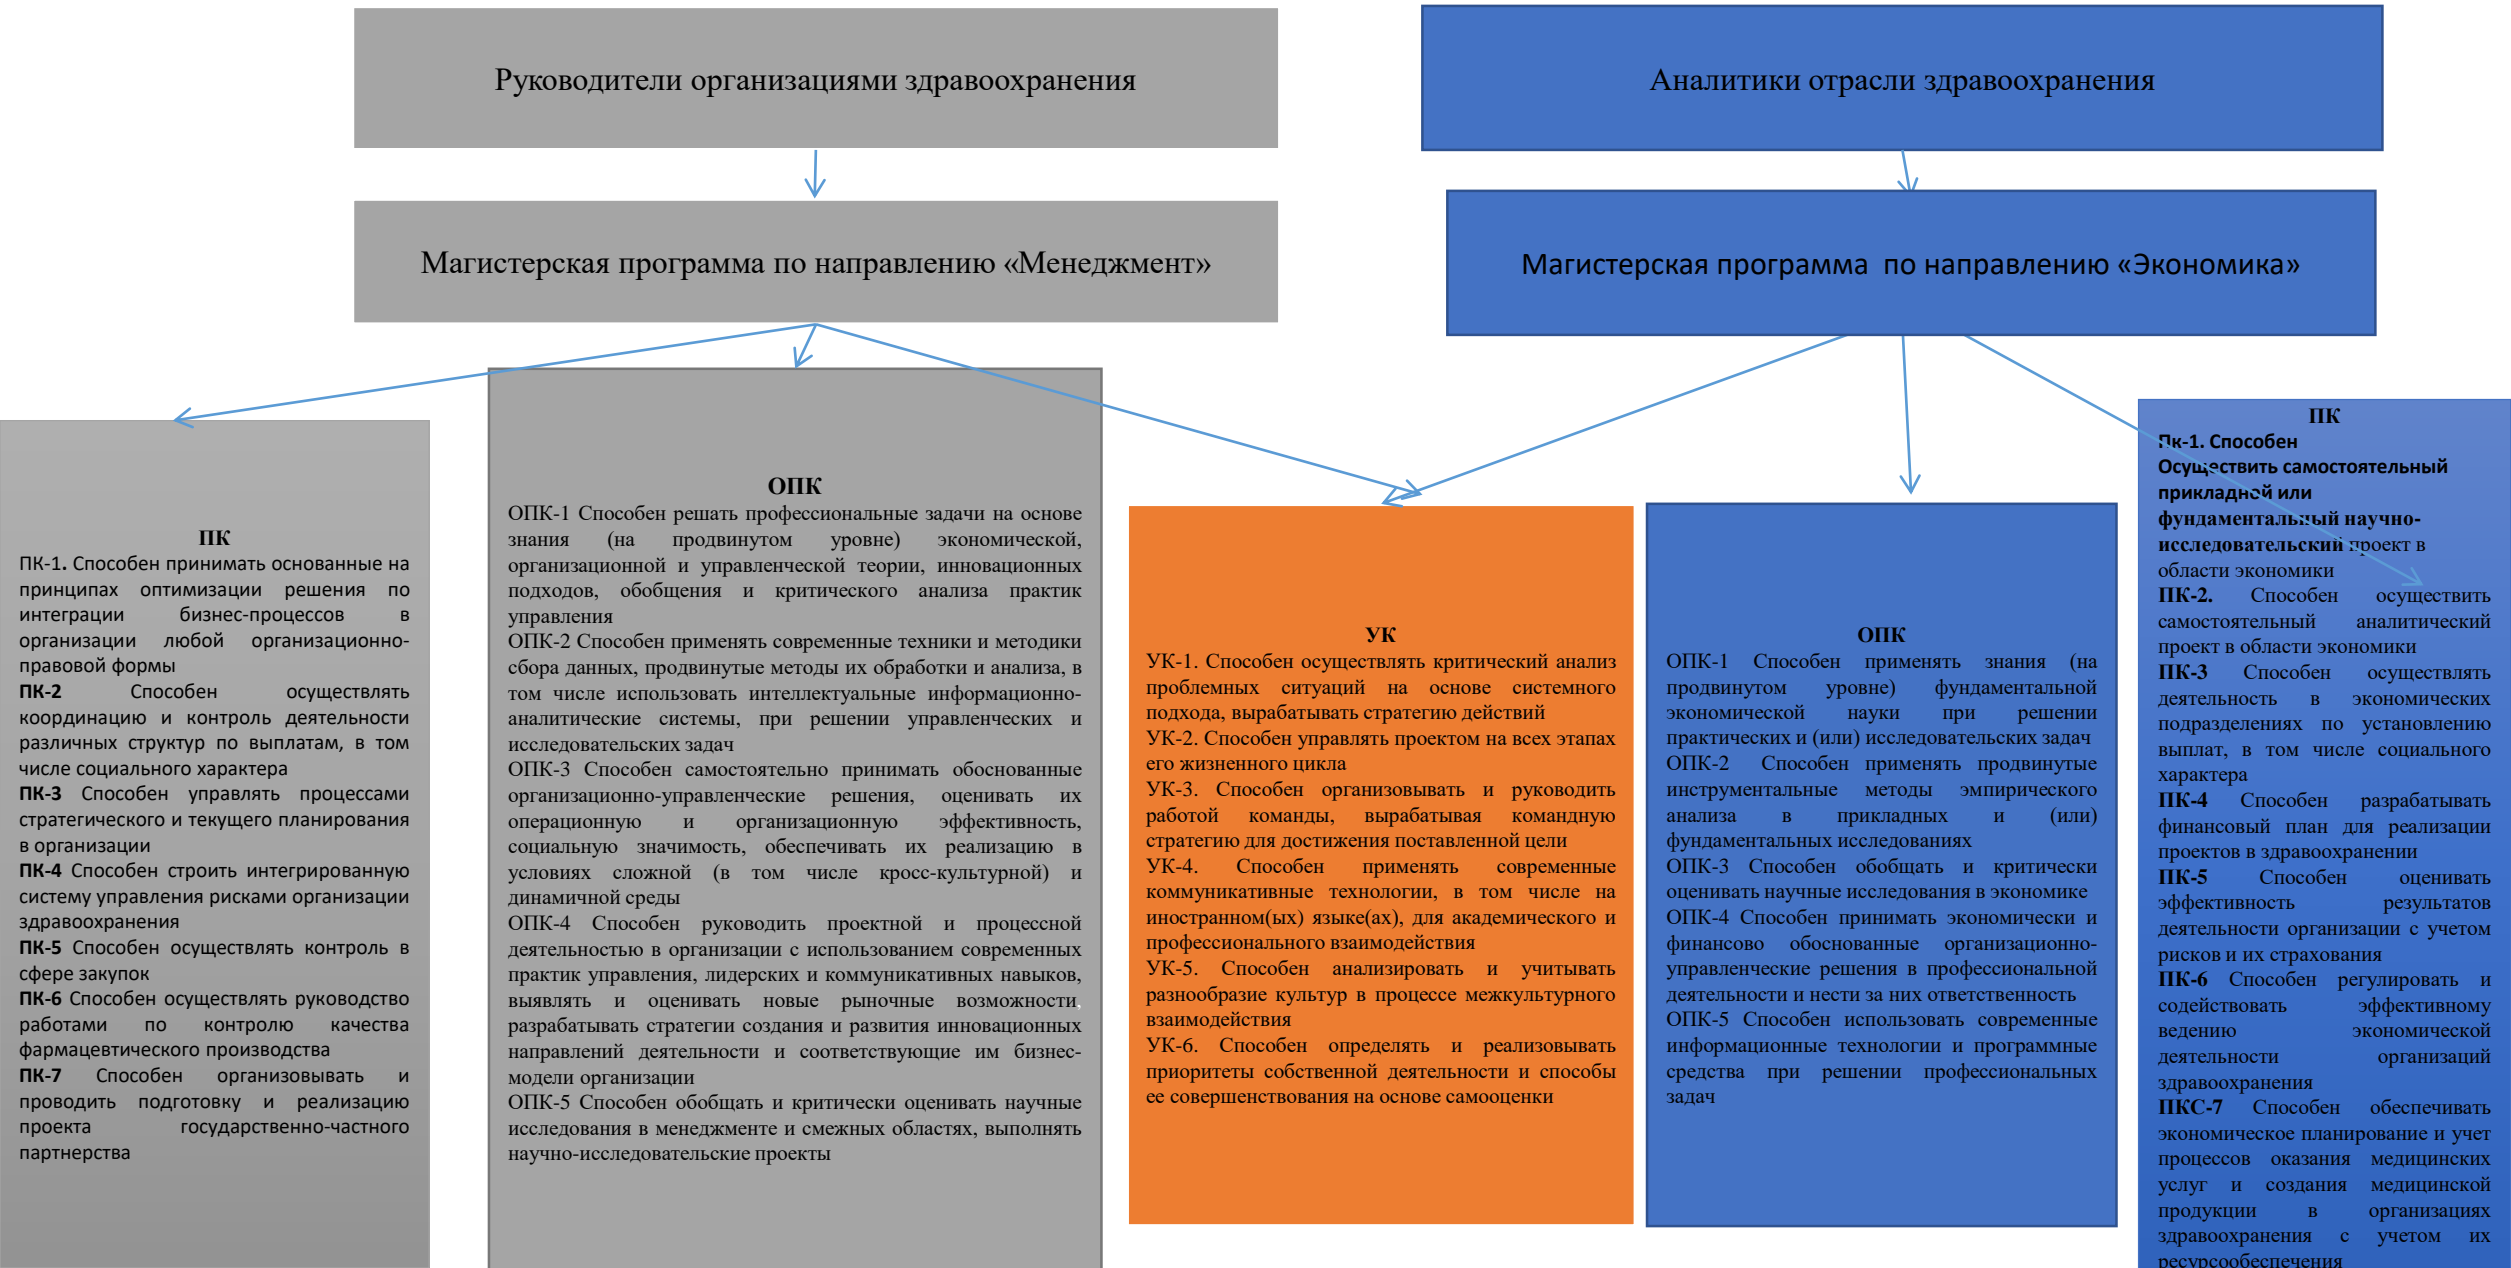 Руководители организациями здравоохранения
Аналитики отрасли здравоохранения
Магистерская программа по направлению «Менеджмент»
Магистерская программа по направлению «Экономика»
ПК
ПК-1. Способен принимать основанные на
принципах оптимизации решения по
интеграции бизнес-процессов в
организации любой организационно-
правовой формы
ПК-2 Способен осуществлять
координацию и контроль деятельности
различных структур по выплатам, в том
числе социального характера
ПК-3 Способен управлять процессами
стратегического и текущего планирования
в организации
ПК-4 Способен строить интегрированную
систему управления рисками организации
здравоохранения
ПК-5 Способен осуществлять контроль в
сфере закупок
ПК-6 Способен осуществлять руководство
работами по контролю качества
фармацевтического производства
ПК-7 Способен организовывать и
проводить подготовку и реализацию
проекта государственно-частного
партнерства
ОПК
ОПК-1 Способен решать профессиональные задачи на основе
знания (на продвинутом уровне) экономической,
организационной и управленческой теории, инновационных
подходов, обобщения и критического анализа практик
управления
ОПК-2 Способен применять современные техники и методики
сбора данных, продвинутые методы их обработки и анализа, в
том числе использовать интеллектуальные информационно-
аналитические системы, при решении управленческих и
исследовательских задач
ОПК-3 Способен самостоятельно принимать обоснованные
организационно-управленческие решения, оценивать их
операционную и организационную эффективность,
социальную значимость, обеспечивать их реализацию в
условиях сложной (в том числе кросс-культурной) и
динамичной среды
ОПК-4 Способен руководить проектной и процессной
деятельностью в организации с использованием современных
практик управления, лидерских и коммуникативных навыков,
выявлять и оценивать новые рыночные возможности,
разрабатывать стратегии создания и развития инновационных
направлений деятельности и соответствующие им бизнес-
модели организации
ОПК-5 Способен обобщать и критически оценивать научные
исследования в менеджменте и смежных областях, выполнять
научно-исследовательские проекты
УК
УК-1. Способен осуществлять критический анализ
проблемных ситуаций на основе системного
подхода, вырабатывать стратегию действий
УК-2. Способен управлять проектом на всех этапах
его жизненного цикла
УК-3. Способен организовывать и руководить
работой команды, вырабатывая командную
стратегию для достижения поставленной цели
УК-4. Способен применять современные
коммуникативные технологии, в том числе на
иностранном(ых) языке(ах), для академического и
профессионального взаимодействия
УК-5. Способен анализировать и учитывать
разнообразие культур в процессе межкультурного
взаимодействия
УК-6. Способен определять и реализовывать
приоритеты собственной деятельности и способы
ее совершенствования на основе самооценки
ОПК
ОПК-1 Способен применять знания (на
продвинутом уровне) фундаментальной
экономической науки при решении
практических и (или) исследовательских задач
ОПК-2 Способен применять продвинутые
инструментальные методы эмпирического
анализа в прикладных и (или)
фундаментальных исследованиях
ОПК-3 Способен обобщать и критически
оценивать научные исследования в экономике
ОПК-4 Способен принимать экономически и
финансово обоснованные организационно-
управленческие решения в профессиональной
деятельности и нести за них ответственность
ОПК-5 Способен использовать современные
информационные технологии и программные
средства при решении профессиональных
задач
ПК
Пк-1. Способен
Осуществить самостоятельный
прикладной или
фундаментальный научно-
исследовательский проект в
области экономики
ПК-2. Способен осуществить
самостоятельный аналитический
проект в области экономики
ПК-3 Способен осуществлять
деятельность в экономических
подразделениях по установлению
выплат, в том числе социального
характера
ПК-4 Способен разрабатывать
финансовый план для реализации
проектов в здравоохранении
ПК-5 Способен оценивать
эффективность результатов
деятельности организации с учетом
рисков и их страхования
ПК-6 Способен регулировать и
содействовать эффективному
ведению экономической
деятельности организаций
здравоохранения
ПКС-7 Способен обеспечивать
экономическое планирование и учет
процессов оказания медицинских
услуг и создания медицинской
продукции в организациях
здравоохранения с учетом их
ресурсообеспечения